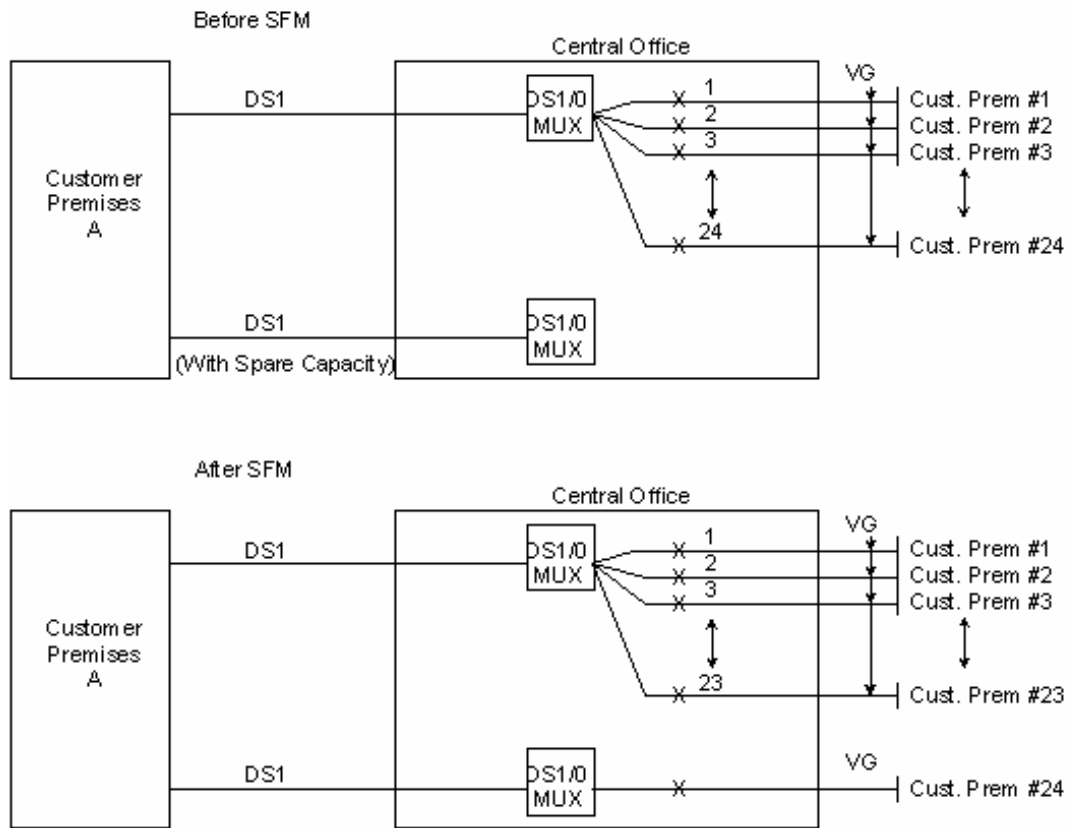 Before SFM
Central Office
DS1
DS1/0
MUX
1
2
3
24
VG
Cust. Prem #1
Cust. Prem #2
Cust. Prem #3
Cust. Prem #24
X
X
X
X
Customer
Premises
A
DS1
(With Spare Capacity)
DS1/0
MUX
After SFM
Central Office
DS1
DS1/0
MUX
1
2
3
23
VG
Cust. Prem #1
Cust. Prem #2
Cust. Prem #3
Cust. Prem #23
X
X
X
X
Customer
Premises
A
DS1
DS1/0
MUX
X
VG
Cust. Prem #24